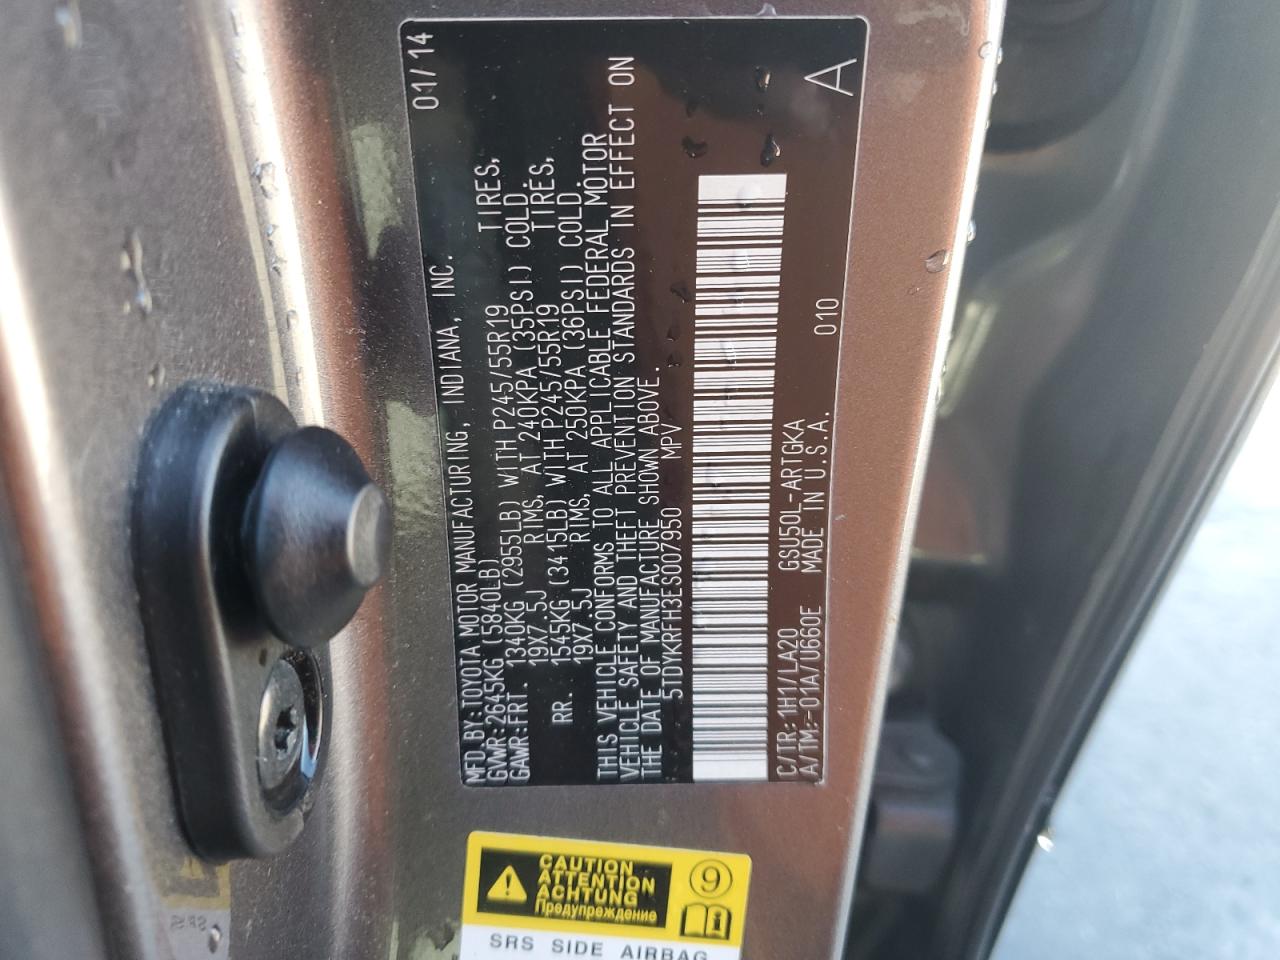 MFD.BY:TOYOTA MOTOR MANUFACTURING, INDIANA, INC. 01/14
GVWR:2645KG(5840LB)
GAWR:FRT. 1340KG(2955LB)WITH P245/55R19 TIRES,
19X7.5J RIMS, AT 240KPA(35PSI) COLD
RR. 1545KG(3415LB)WITH P245/55R19 TIRES,
19X7.5J RIMS, AT 250KPA(36PSI) COLD.
THIS VEHICLE CONFORMS TO ALL APPLICABLE FEDERAL MOTOR
VEHICLE SAFETY AND THEFT PREVENTION STANDARDS IN EFFECT ON
THE DATE OF MANUFACTURE SHOWN ABOVE.
5TDYKRFH3ES007950 MPV
C/TR:1H1/LA20 GSU50L-ARTGKA 010
A/TM:-01A/U660E MADE IN U.S.A. A
CAUTION
ATTENTION
ACHTUNG
Предупреждение
9
SRS SIDE AIRBAG